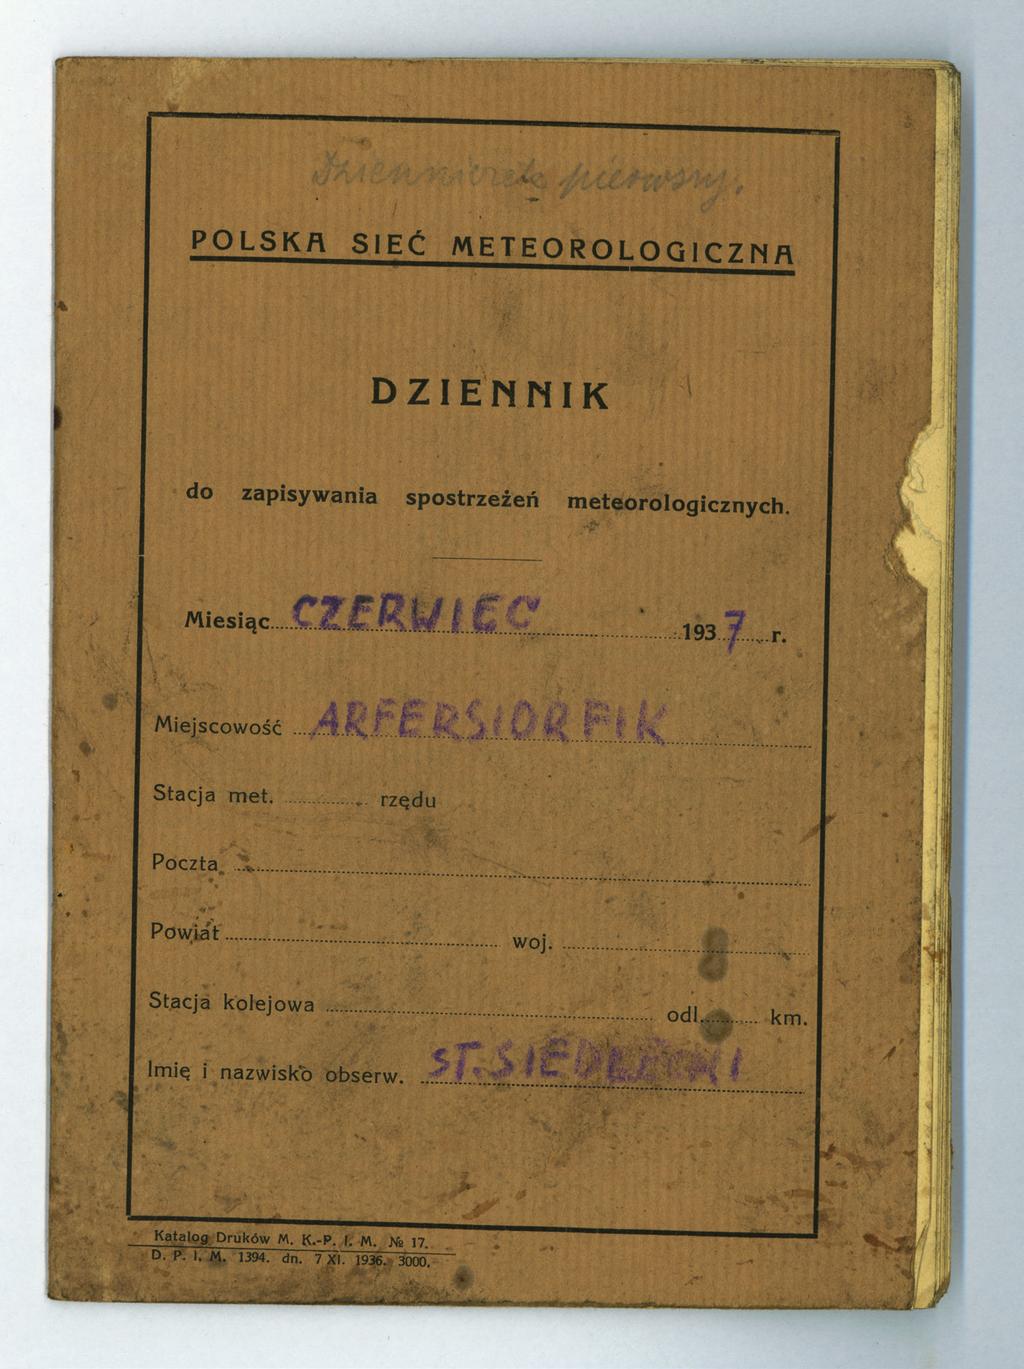 Dzienniczek pierwszy.
POLSKA SIEĆ METEOROLOGICZNA
DZIENNIK
do zapisywania spostrzeżeń meteorologicznych.
Miesiąc CZERWIEC 1937 r.
Miejscowość ARFERSIORFIK
Stacja met. rzędu
Poczta
Powiat woj.
Stacja kolejowa odl. km.
Imię i nazwisko obserw. ST. SIEDLECKI
Katalog Druków M. K.-P. I. M. № 17.
D. P. I. M. 1394. dn. 7 XI. 1936. 3000.